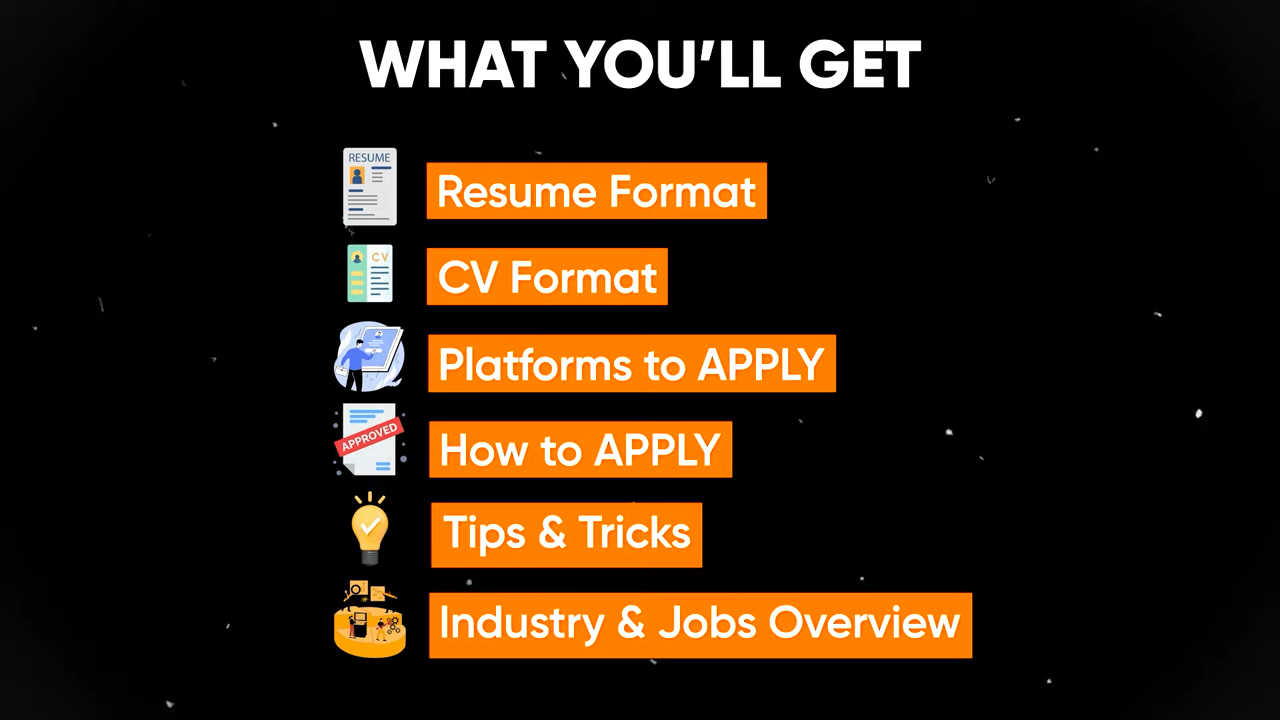 WHAT YOU’LL GET
RESUME
Resume Format
CV
CV Format
Platforms to APPLY
APPROVED
How to APPLY
Tips & Tricks
Industry & Jobs Overview